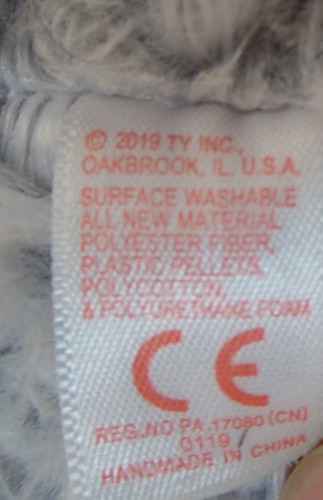 © 2019 TY INC.,
OAKBROOK, IL. U.S.A.
SURFACE WASHABLE
ALL NEW MATERIAL
POLYESTER FIBER,
PLASTIC PELLETS,
POLYCOTTON,
& POLYURETHANE FOAM
CE
REG.NO PA.17080 (CN)
0119
HANDMADE IN CHINA